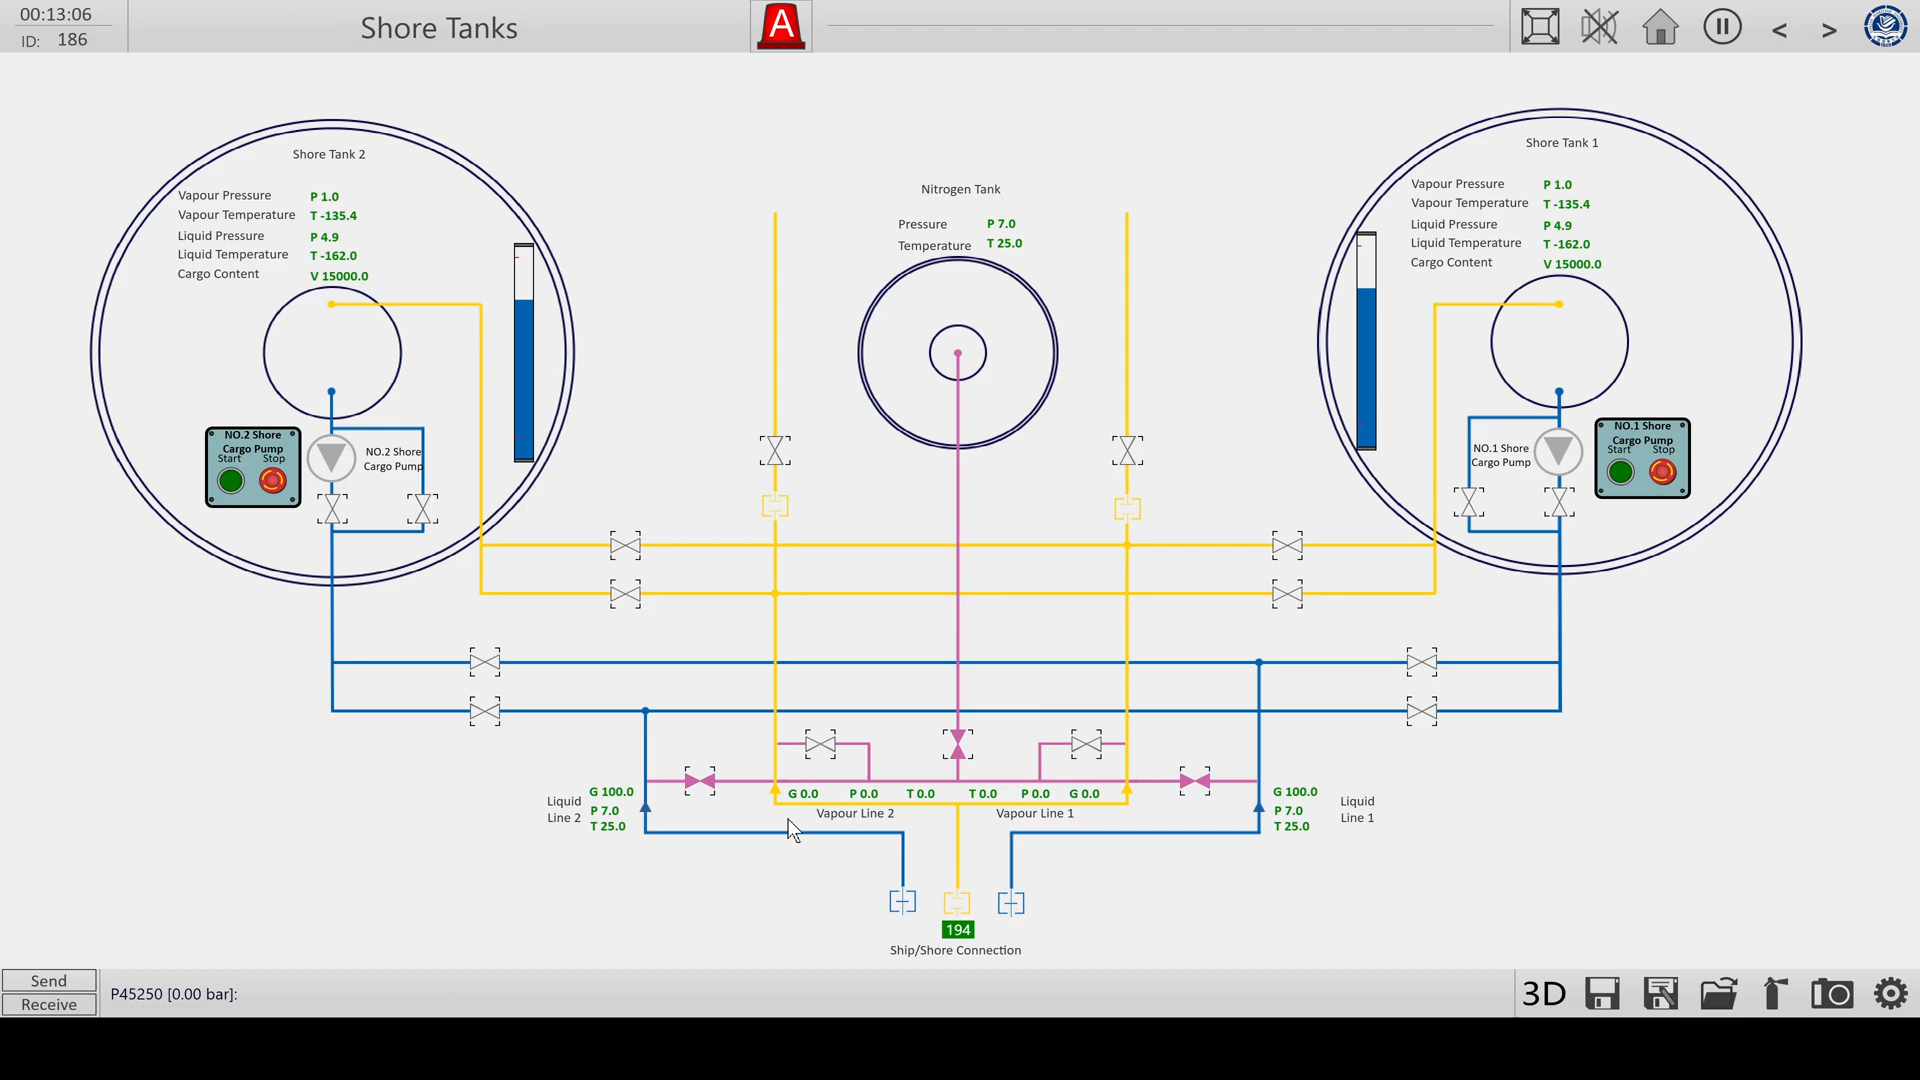 00:13:06
ID: 186
Shore Tanks
A
<
>
Shore Tank 2
Vapour Pressure P 1.0
Vapour Temperature T -135.4
Liquid Pressure P 4.9
Liquid Temperature T -162.0
Cargo Content V 15000.0
NO.2 Shore
Cargo Pump
Start Stop
NO.2 Shore
Cargo Pump
Nitrogen Tank
Pressure P 7.0
Temperature T 25.0
Shore Tank 1
Vapour Pressure P 1.0
Vapour Temperature T -135.4
Liquid Pressure P 4.9
Liquid Temperature T -162.0
Cargo Content V 15000.0
NO.1 Shore
Cargo Pump
NO.1 Shore
Cargo Pump
Start Stop
Liquid
Line 2
G 100.0
P 7.0
T 25.0
G 0.0 P 0.0 T 0.0
Vapour Line 2
T 0.0 P 0.0 G 0.0
Vapour Line 1
G 100.0
P 7.0
T 25.0
Liquid
Line 1
194
Ship/Shore Connection
Send
Receive
P45250 [0.00 bar]:
3D